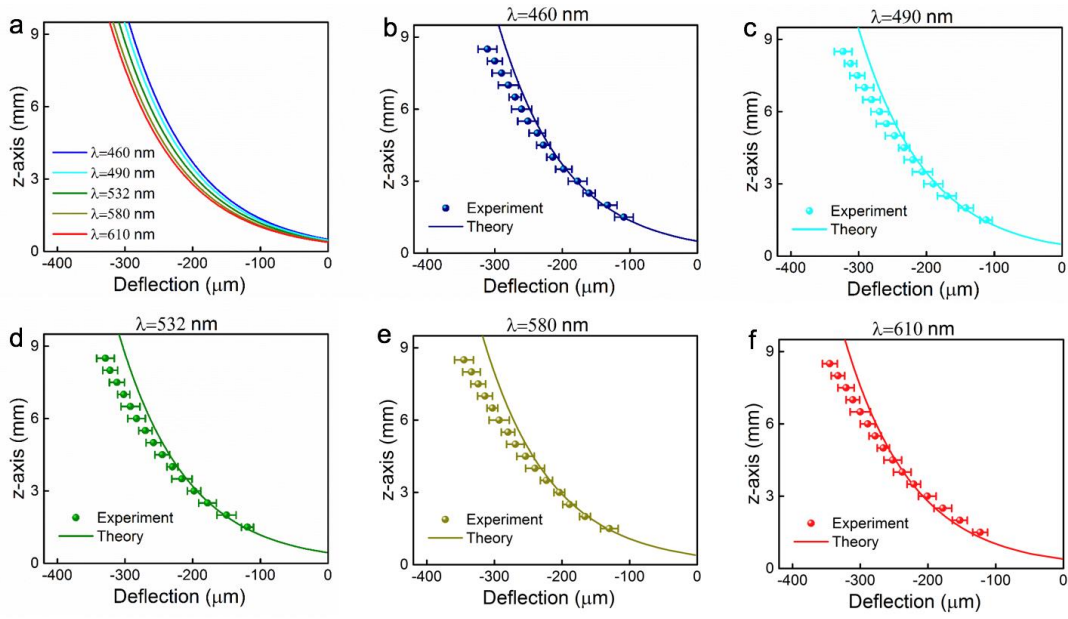 a
9
6
3
0
z-axis (mm)
λ=460 nm
λ=490 nm
λ=532 nm
λ=580 nm
λ=610 nm
-400 -300 -200 -100 0
Deflection (μm)
b
λ=460 nm
9
6
3
0
z-axis (mm)
Experiment
Theory
-400 -300 -200 -100 0
Deflection (μm)
c
λ=490 nm
9
6
3
0
z-axis (mm)
Experiment
Theory
-400 -300 -200 -100 0
Deflection (μm)
d
λ=532 nm
9
6
3
0
z-axis (mm)
Experiment
Theory
-400 -300 -200 -100 0
Deflection (μm)
e
λ=580 nm
9
6
3
0
z-axis (mm)
Experiment
Theory
-400 -300 -200 -100 0
Deflection (μm)
f
λ=610 nm
9
6
3
0
z-axis (mm)
Experiment
Theory
-400 -300 -200 -100 0
Deflection (μm)